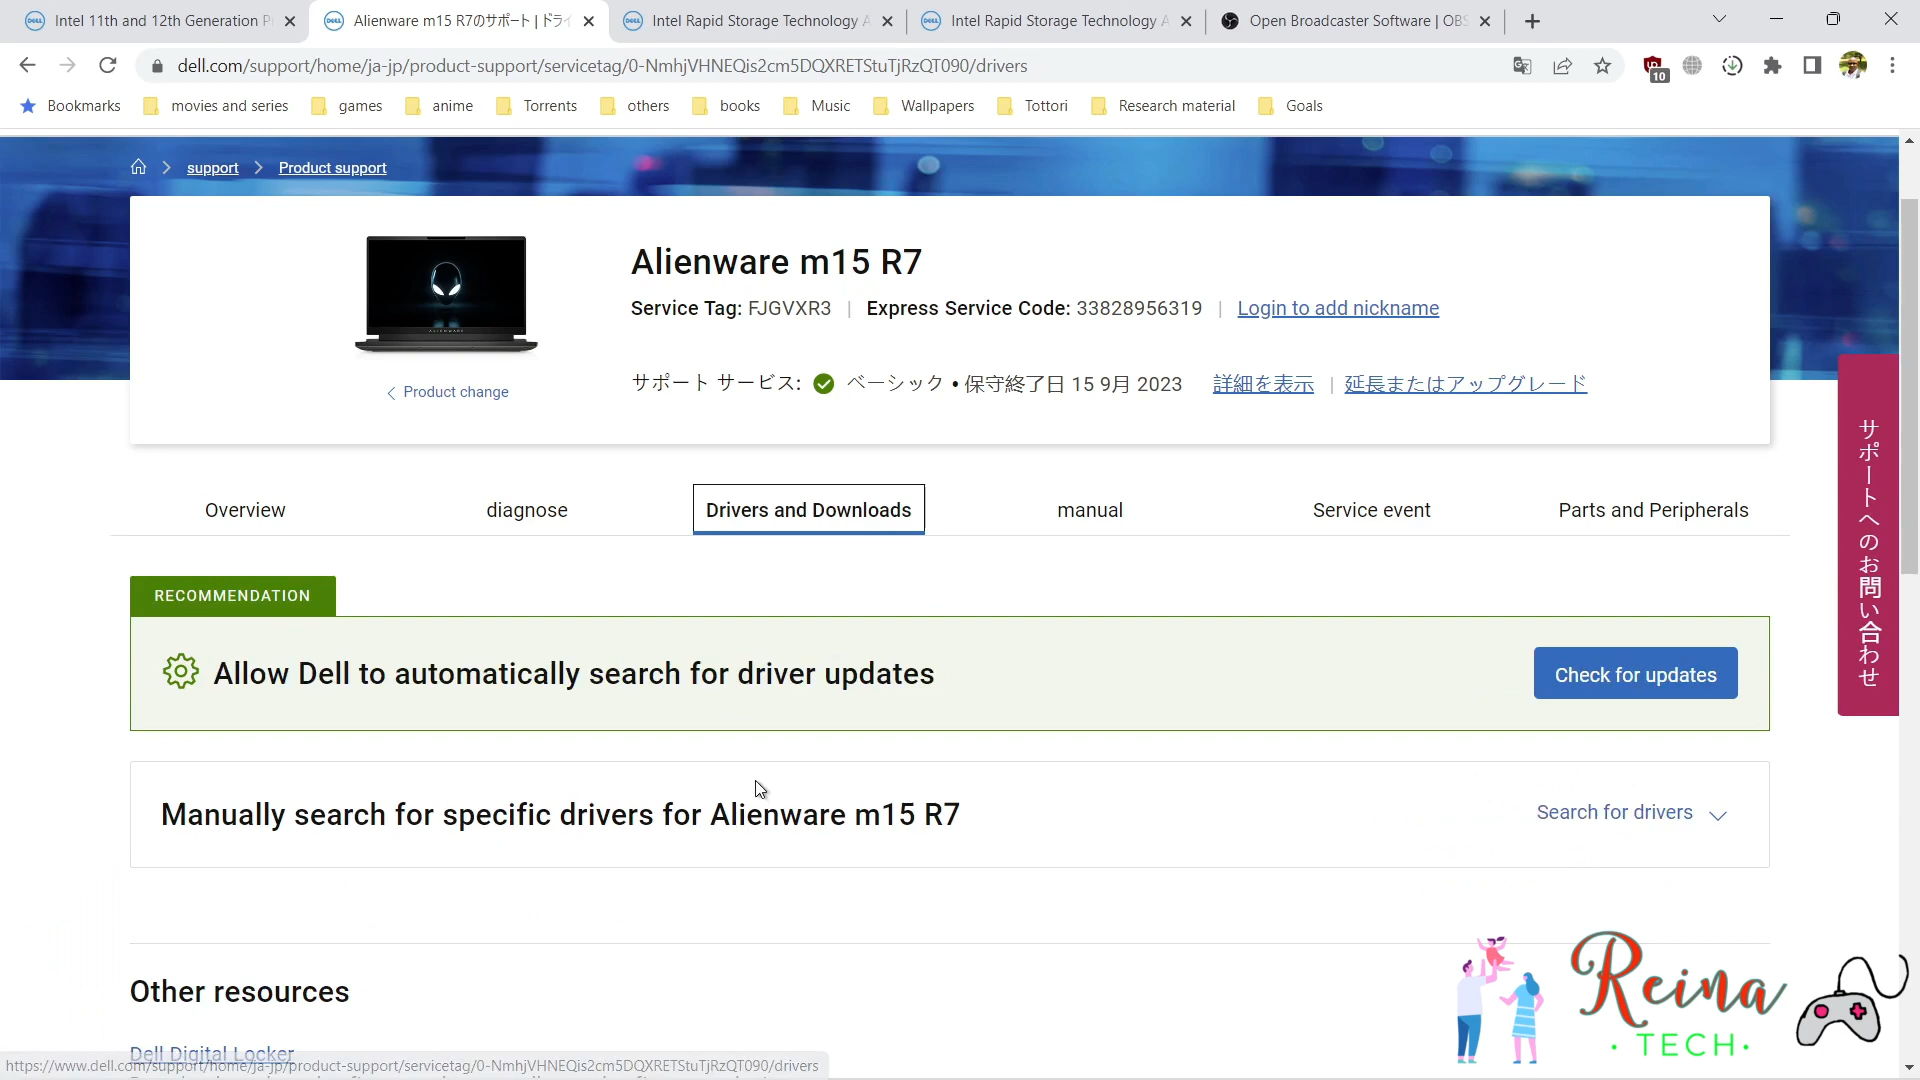 Intel 11th and 12th Generation P
Alienware m15 R7のサポート | ドライ
Intel Rapid Storage Technology A
Intel Rapid Storage Technology A
Open Broadcaster Software | OBS
dell.com/support/home/ja-jp/product-support/servicetag/0-NmhjVHNEQis2cm5DQXRETStuTjRzQT090/drivers
10
Bookmarks
movies and series
games
anime
Torrents
others
books
Music
Wallpapers
Tottori
Research material
Goals
support
Product support
Alienware m15 R7
Service Tag: FJGVXR3 | Express Service Code: 33828956319 | Login to add nickname
サポート サービス: ベーシック • 保守終了日 15 9月 2023 詳細を表示 | 延長またはアップグレード
ALIENWARE
Product change
サポートへのお問い合わせ
Overview
diagnose
Drivers and Downloads
manual
Service event
Parts and Peripherals
RECOMMENDATION
Allow Dell to automatically search for driver updates
Check for updates
Manually search for specific drivers for Alienware m15 R7
Search for drivers
Other resources
Dell Digital Locker
https://www.dell.com/support/home/ja-jp/product-support/servicetag/0-NmhjVHNEQis2cm5DQXRETStuTjRzQT090/drivers
Reina
• TECH •